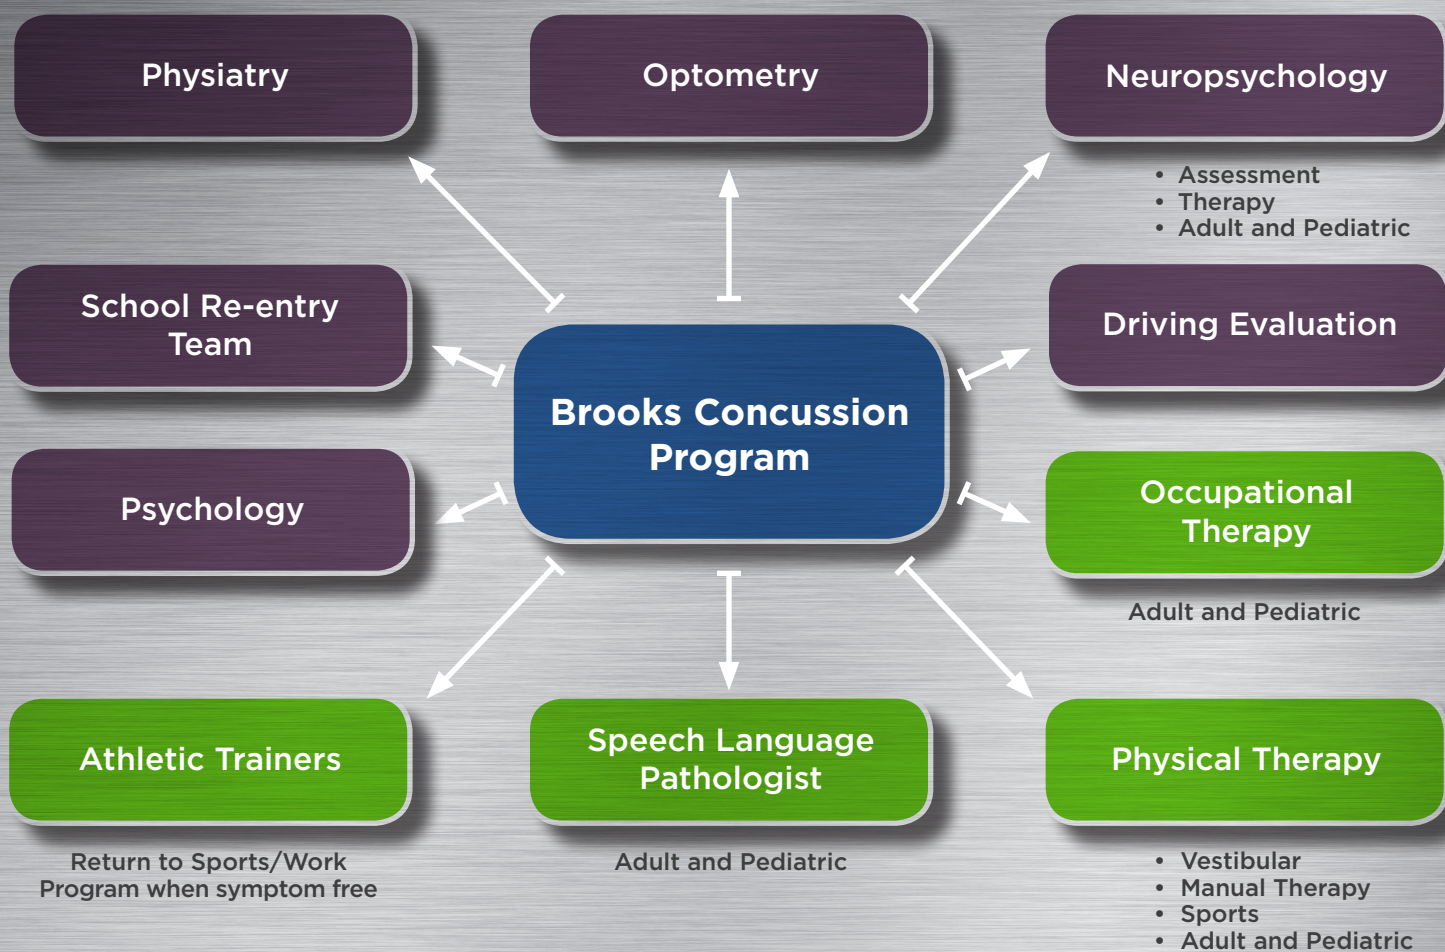 Physiatry
Optometry
Neuropsychology
• Assessment
• Therapy
• Adult and Pediatric
School Re-entry
Team
Driving Evaluation
Brooks Concussion
Program
Psychology
Occupational
Therapy
Adult and Pediatric
Athletic Trainers
Return to Sports/Work
Program when symptom free
Speech Language
Pathologist
Adult and Pediatric
Physical Therapy
• Vestibular
• Manual Therapy
• Sports
• Adult and Pediatric